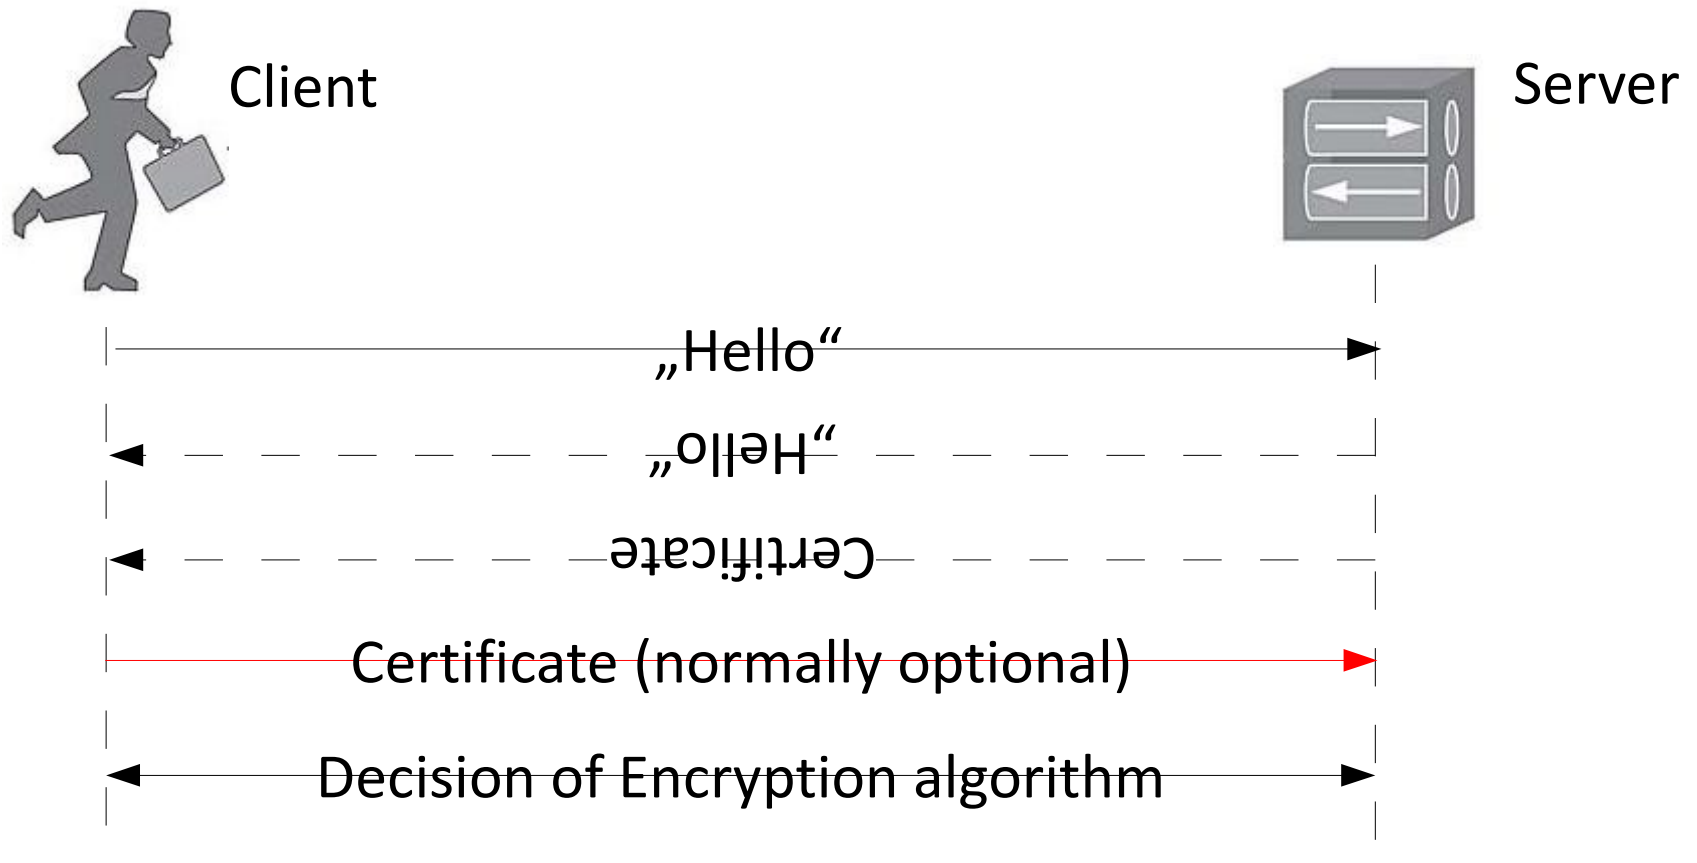 Client
Server
„Hello“
„Hello“
Certificate
Certificate (normally optional)
Decision of Encryption algorithm